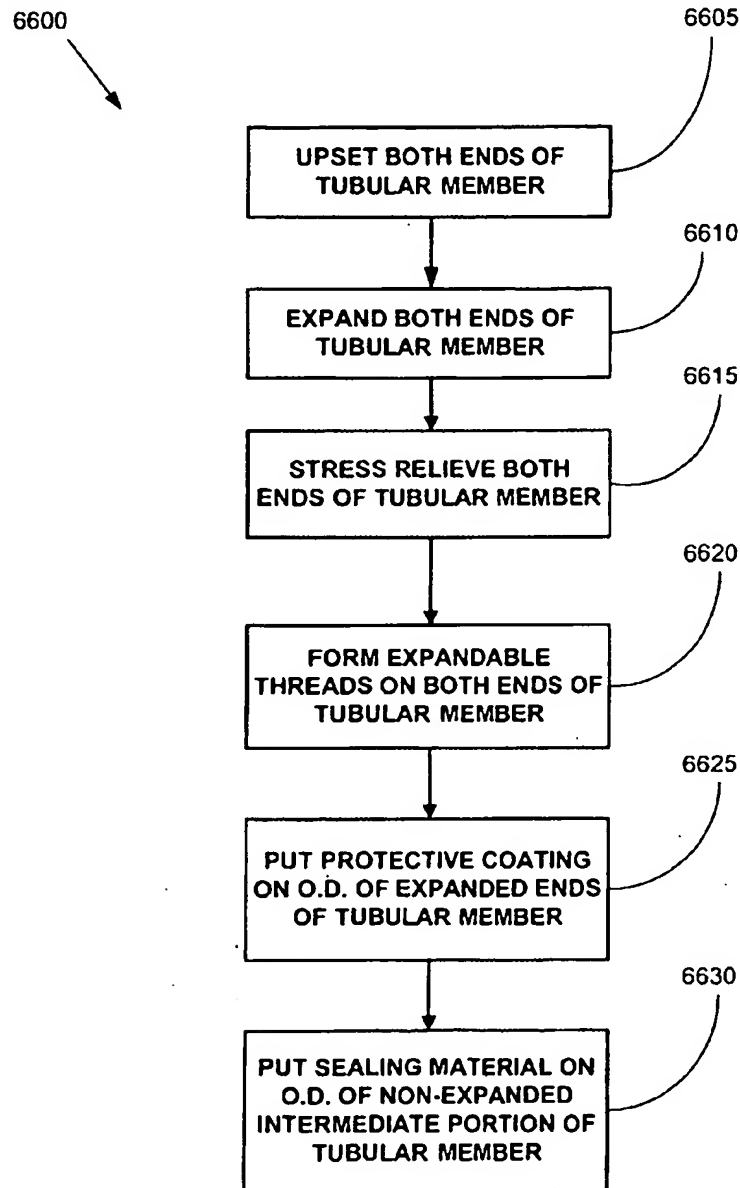 6600
6605
UPSET BOTH ENDS OF
TUBULAR MEMBER
6610
EXPAND BOTH ENDS OF
TUBULAR MEMBER
6615
STRESS RELIEVE BOTH
ENDS OF TUBULAR MEMBER
6620
FORM EXPANDABLE
THREADS ON BOTH ENDS OF
TUBULAR MEMBER
6625
PUT PROTECTIVE COATING
ON O.D. OF EXPANDED ENDS
OF TUBULAR MEMBER
6630
PUT SEALING MATERIAL ON
O.D. OF NON-EXPANDED
INTERMEDIATE PORTION OF
TUBULAR MEMBER